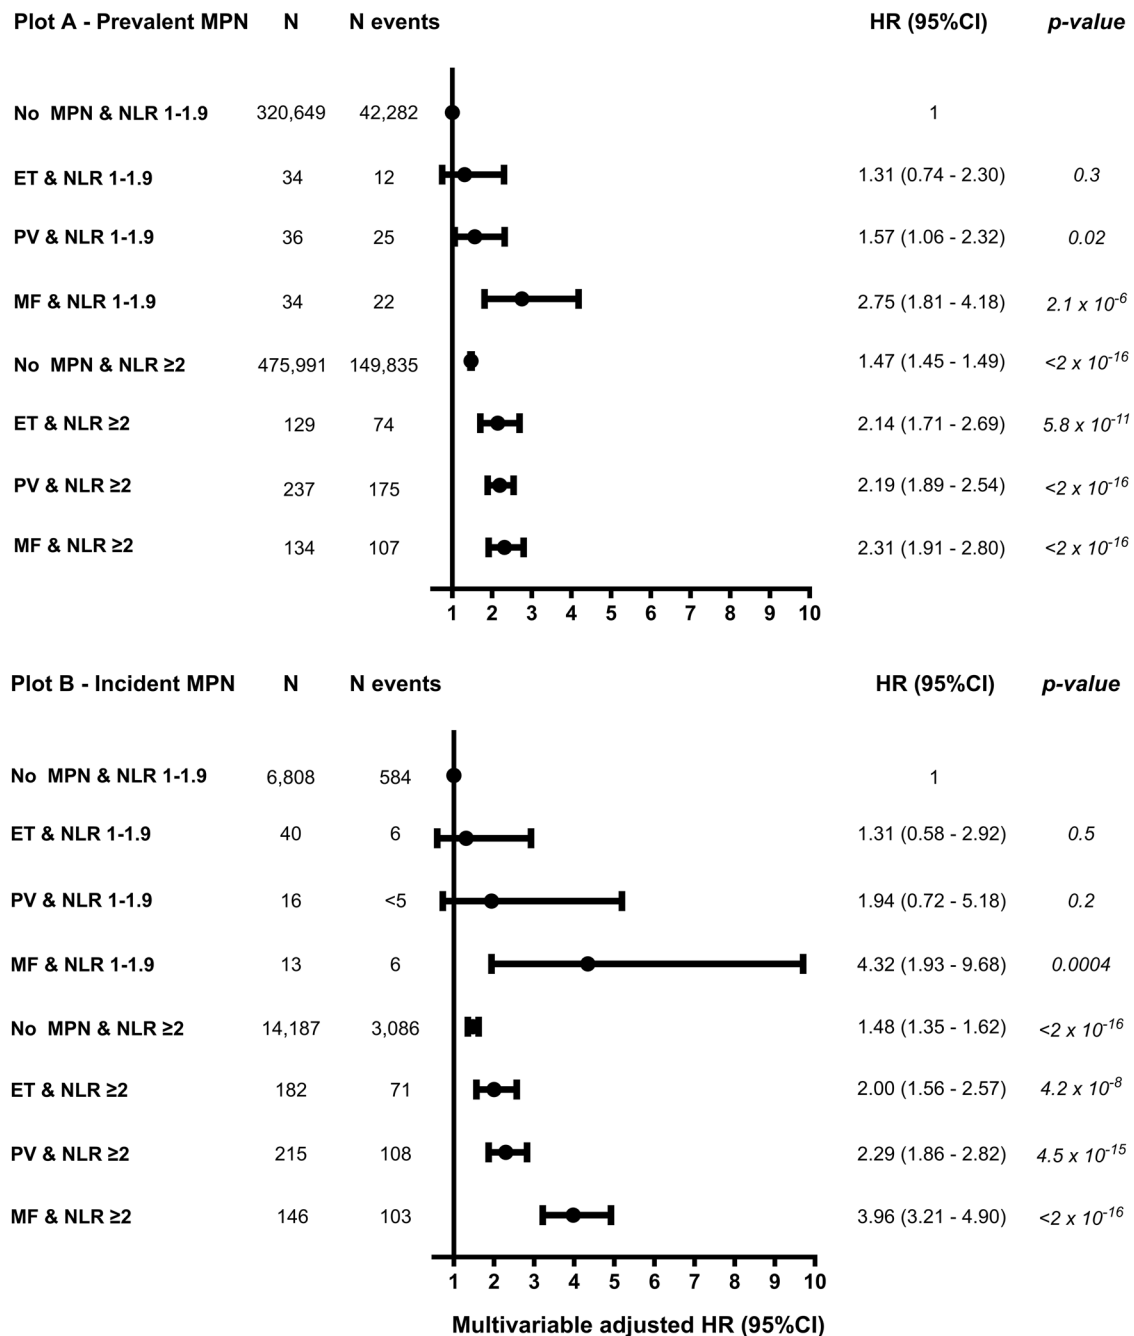 Plot A - Prevalent MPN N N events HR (95%CI) p-value
No MPN & NLR 1-1.9 320,649 42,282 1
ET & NLR 1-1.9 34 12 1.31 (0.74 - 2.30) 0.3
PV & NLR 1-1.9 36 25 1.57 (1.06 - 2.32) 0.02
MF & NLR 1-1.9 34 22 2.75 (1.81 - 4.18) 2.1 x 10⁻⁶
No MPN & NLR ≥2 475,991 149,835 1.47 (1.45 - 1.49) <2 x 10⁻¹⁶
ET & NLR ≥2 129 74 2.14 (1.71 - 2.69) 5.8 x 10⁻¹¹
PV & NLR ≥2 237 175 2.19 (1.89 - 2.54) <2 x 10⁻¹⁶
MF & NLR ≥2 134 107 2.31 (1.91 - 2.80) <2 x 10⁻¹�6
1 2 3 4 5 6 7 8 9 10
Plot B - Incident MPN N N events HR (95%CI) p-value
No MPN & NLR 1-1.9 6,808 584 1
ET & NLR 1-1.9 40 6 1.31 (0.58 - 2.92) 0.5
PV & NLR 1-1.9 16 <5 1.94 (0.72 - 5.18) 0.2
MF & NLR 1-1.9 13 6 4.32 (1.93 - 9.68) 0.0004
No MPN & NLR ≥2 14,187 3,086 1.48 (1.35 - 1.62) <2 x 10⁻¹⁶
ET & NLR ≥2 182 71 2.00 (1.56 - 2.57) 4.2 x 10⁻⁸
PV & NLR ≥2 215 108 2.29 (1.86 - 2.82) 4.5 x 10⁻¹⁵
MF & NLR ≥2 146 103 3.96 (3.21 - 4.90) <2 x 10⁻¹⁶
1 2 3 4 5 6 7 8 9 10
Multivariable adjusted HR (95%CI)